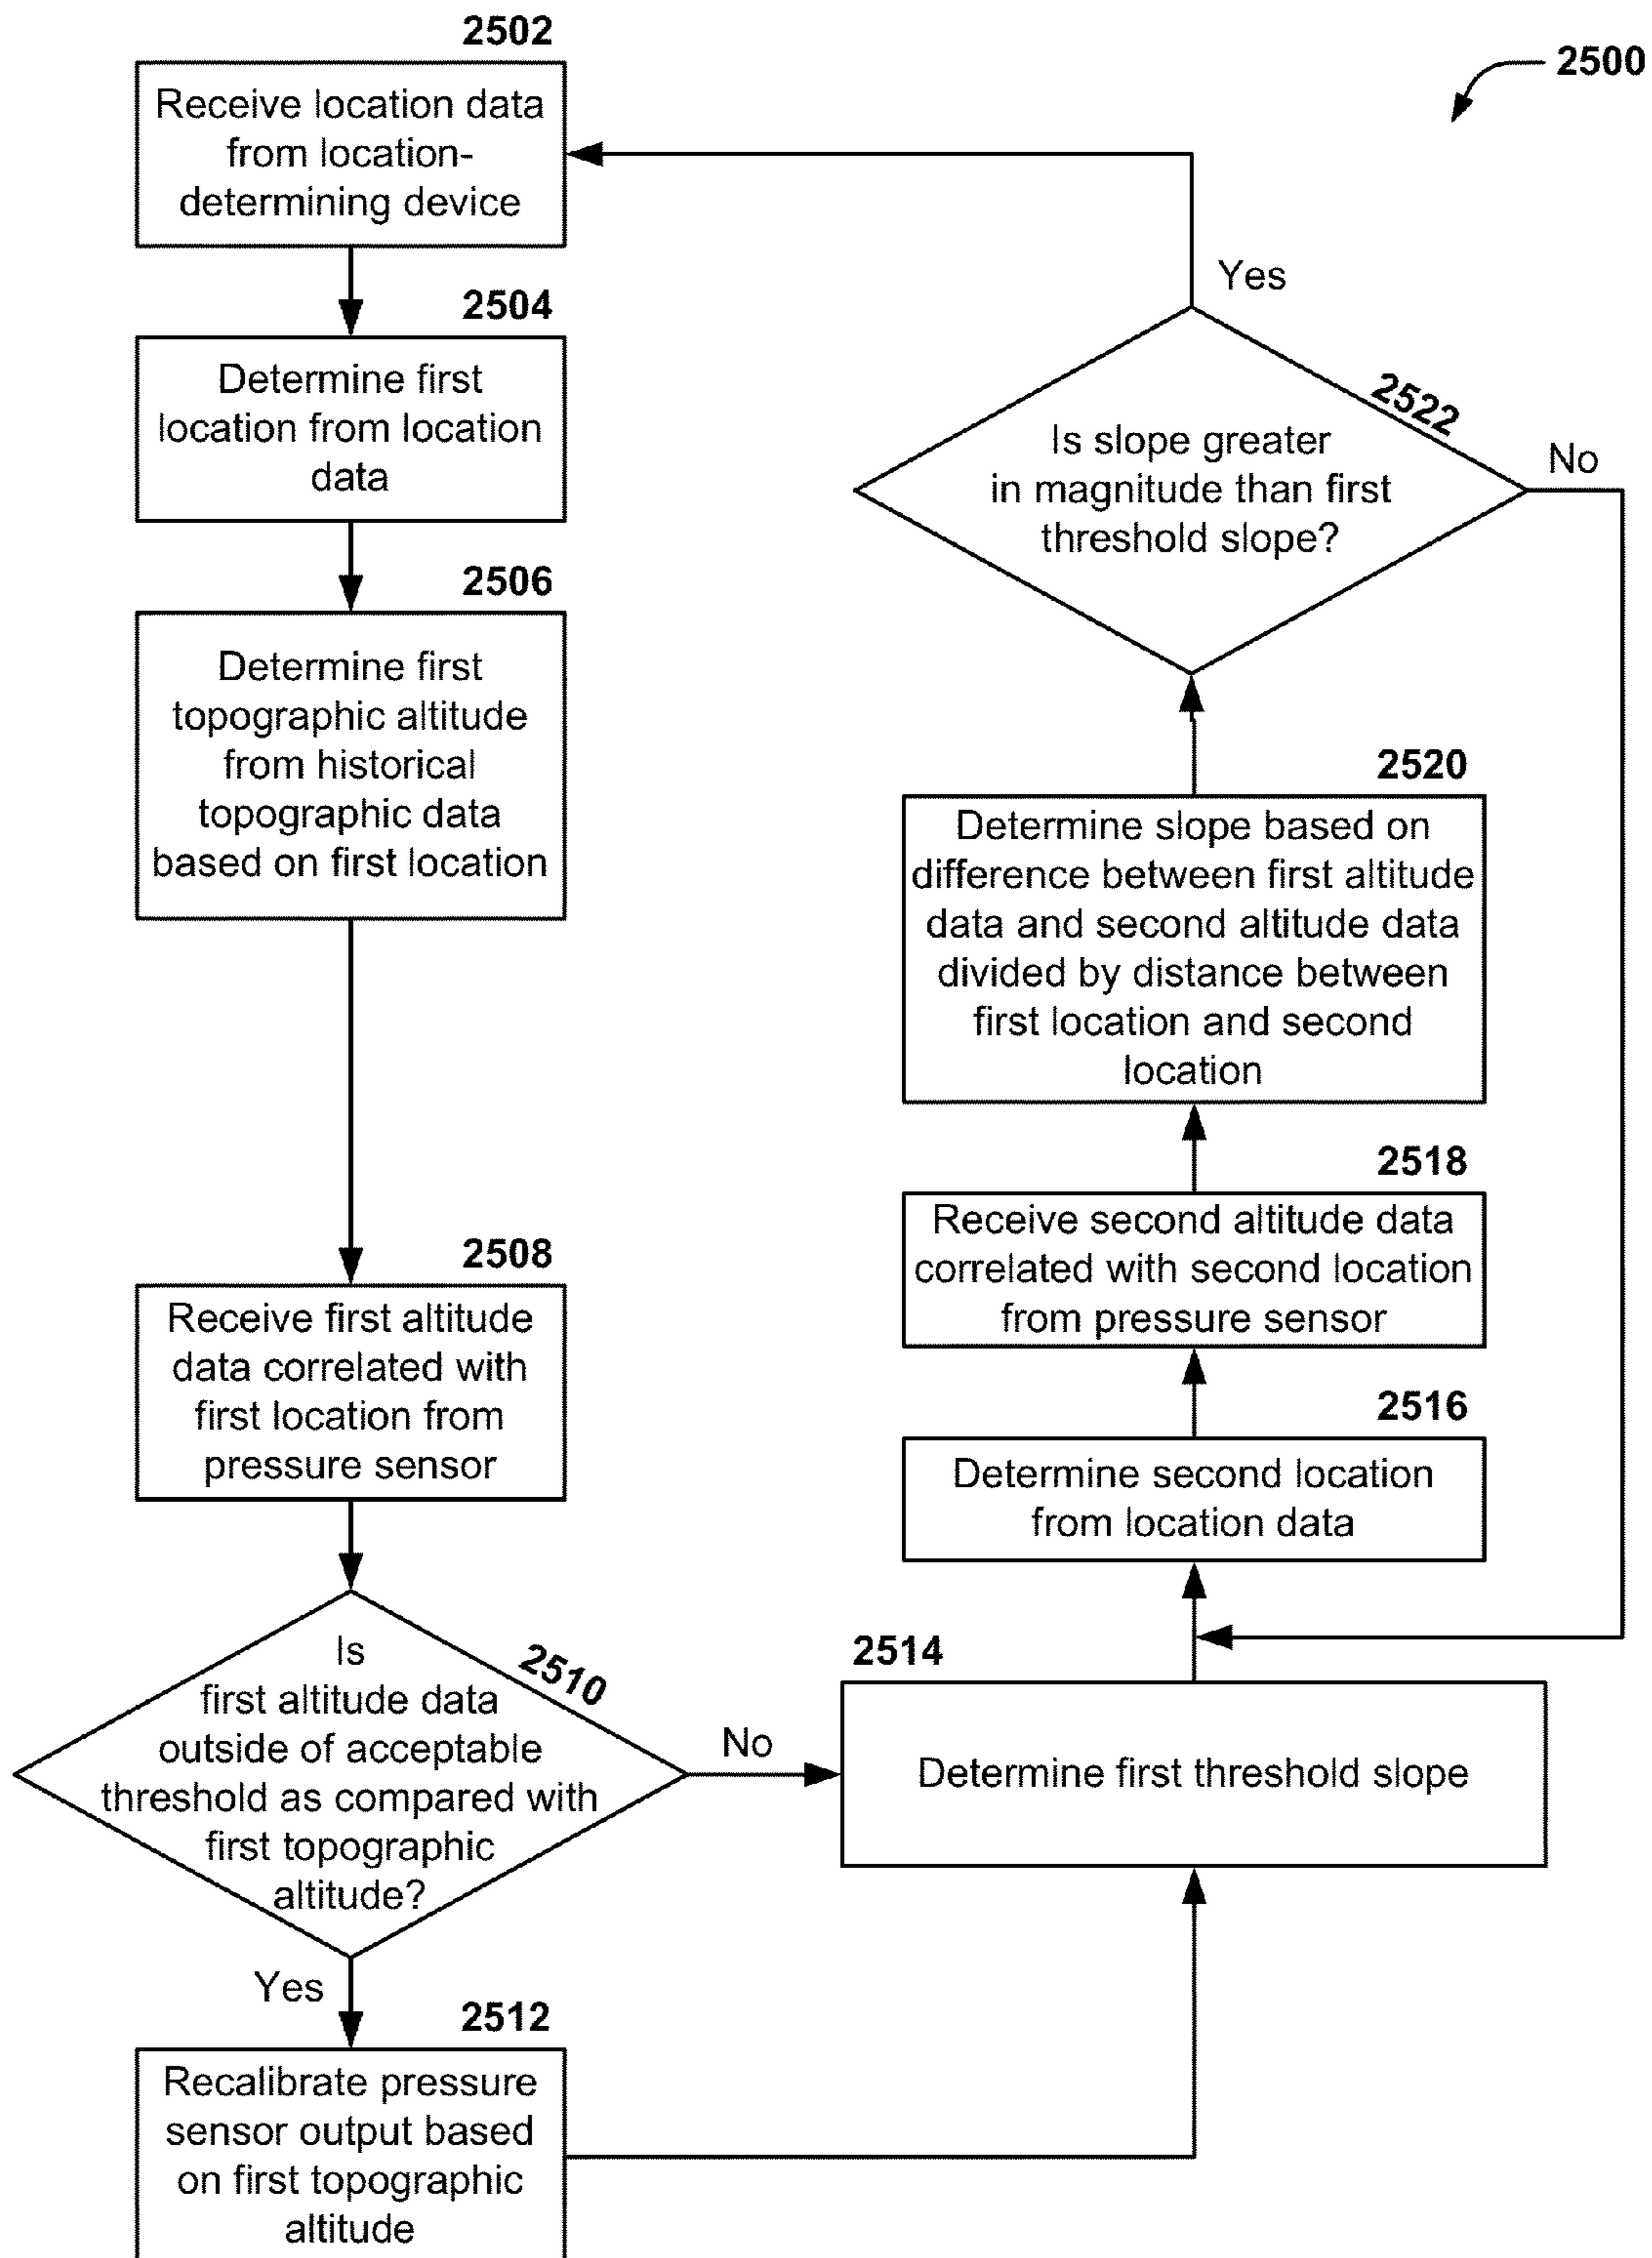 2500
2502
Receive location data
from location-
determining device
2504
Determine first
location from location
data
2506
Determine first
topographic altitude
from historical
topographic data
based on first location
2508
Receive first altitude
data correlated with
first location from
pressure sensor
2510
Is
first altitude data
outside of acceptable
threshold as compared with
first topographic
altitude?
No
Yes
2512
Recalibrate pressure
sensor output based
on first topographic
altitude
2514
Determine first threshold slope
2516
Determine second location
from location data
2518
Receive second altitude data
correlated with second location
from pressure sensor
2520
Determine slope based on
difference between first altitude
data and second altitude data
divided by distance between
first location and second
location
2522
Is slope greater
in magnitude than first
threshold slope?
Yes
No